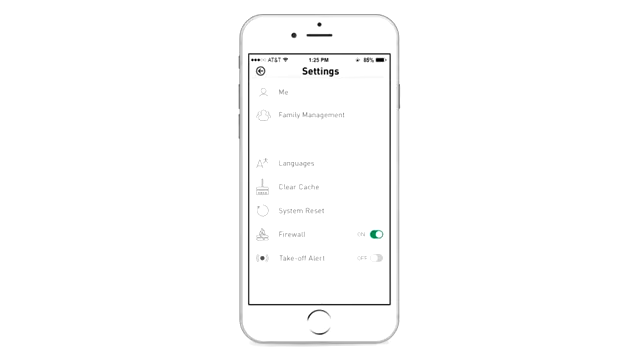 AT&T 1:25 PM 85%
Settings
Me
Family Management
Languages
Clear Cache
System Reset
Firewall ON
Take-off Alert OFF